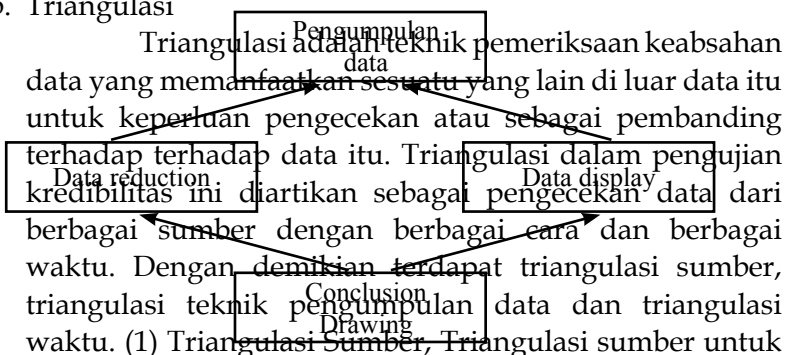 . Triangulasi
Triangulasi adalah teknik pemeriksaan keabsahan
data yang memanfaatkan sesuatu yang lain di luar data itu
untuk keperluan pengecekan atau sebagai pembanding
terhadap terhadap data itu. Triangulasi dalam pengujian
kredibilitas ini diartikan sebagai pengecekan data dari
berbagai sumber dengan berbagai cara dan berbagai
waktu. Dengan demikian terdapat triangulasi sumber,
triangulasi teknik pengumpulan data dan triangulasi
waktu. (1) Triangulasi Sumber, Triangulasi sumber untuk
Pengumpulan
data
Data reduction
Data display
Conclusion
Drawing